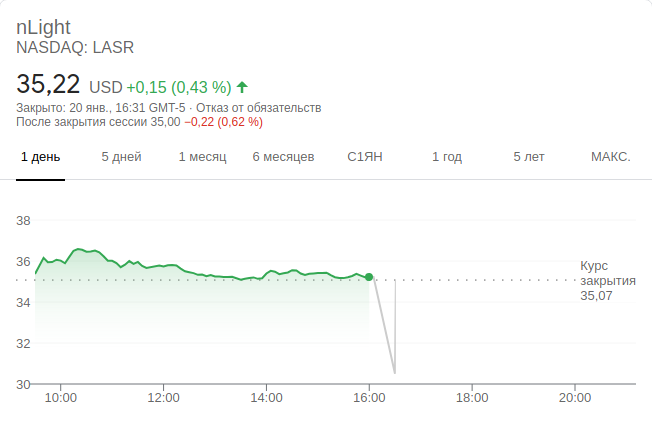 nLight
NASDAQ: LASR
35,22 USD +0,15 (0,43 %)
Закрыто: 20 янв., 16:31 GMT-5 · Отказ от обязательств
После закрытия сессии 35,00 −0,22 (0,62 %)
1 день 5 дней 1 месяц 6 месяцев С1ЯН 1 год 5 лет МАКС.
38
36
34
32
30
Курс
закрытия
35,07
10:00 12:00 14:00 16:00 18:00 20:00